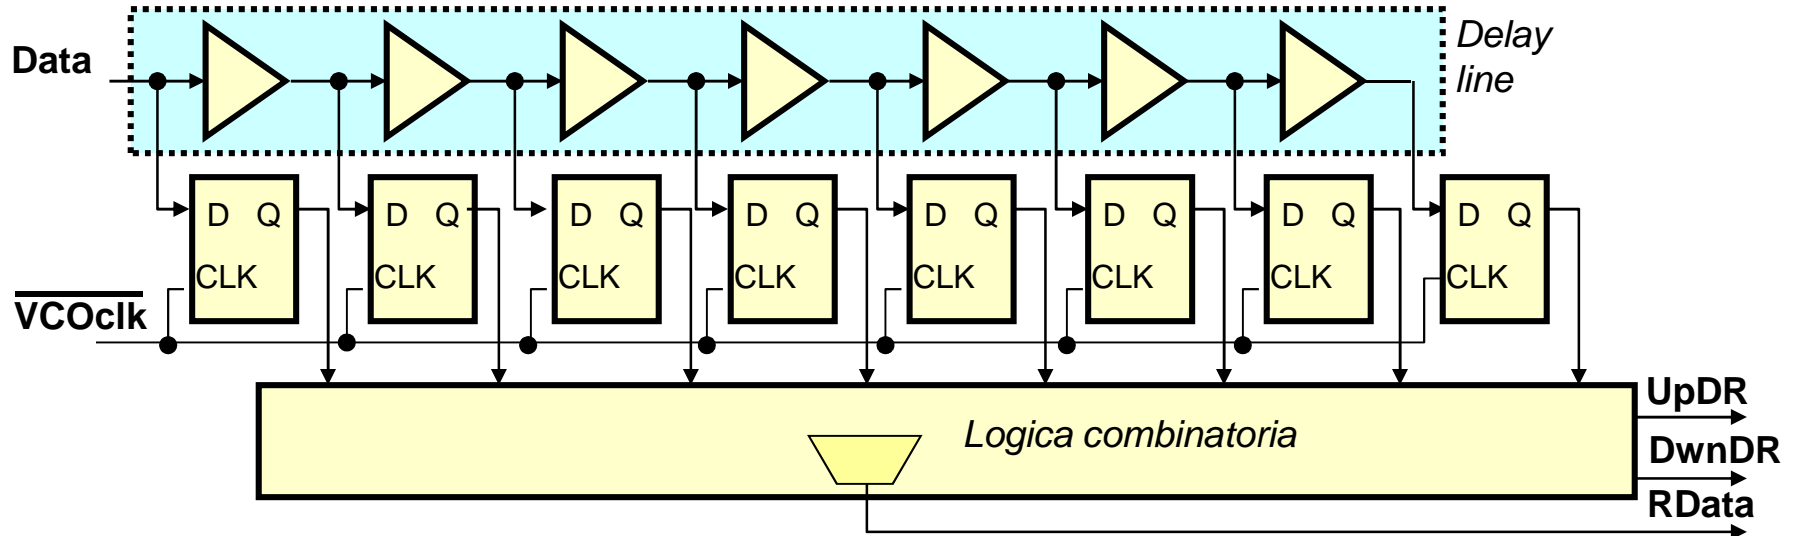 Data
Delay
line
D Q D Q D Q D Q D Q D Q D Q D Q
CLK CLK CLK CLK CLK CLK CLK CLK
VCOclk
UpDR
Logica combinatoria
DwnDR
RData